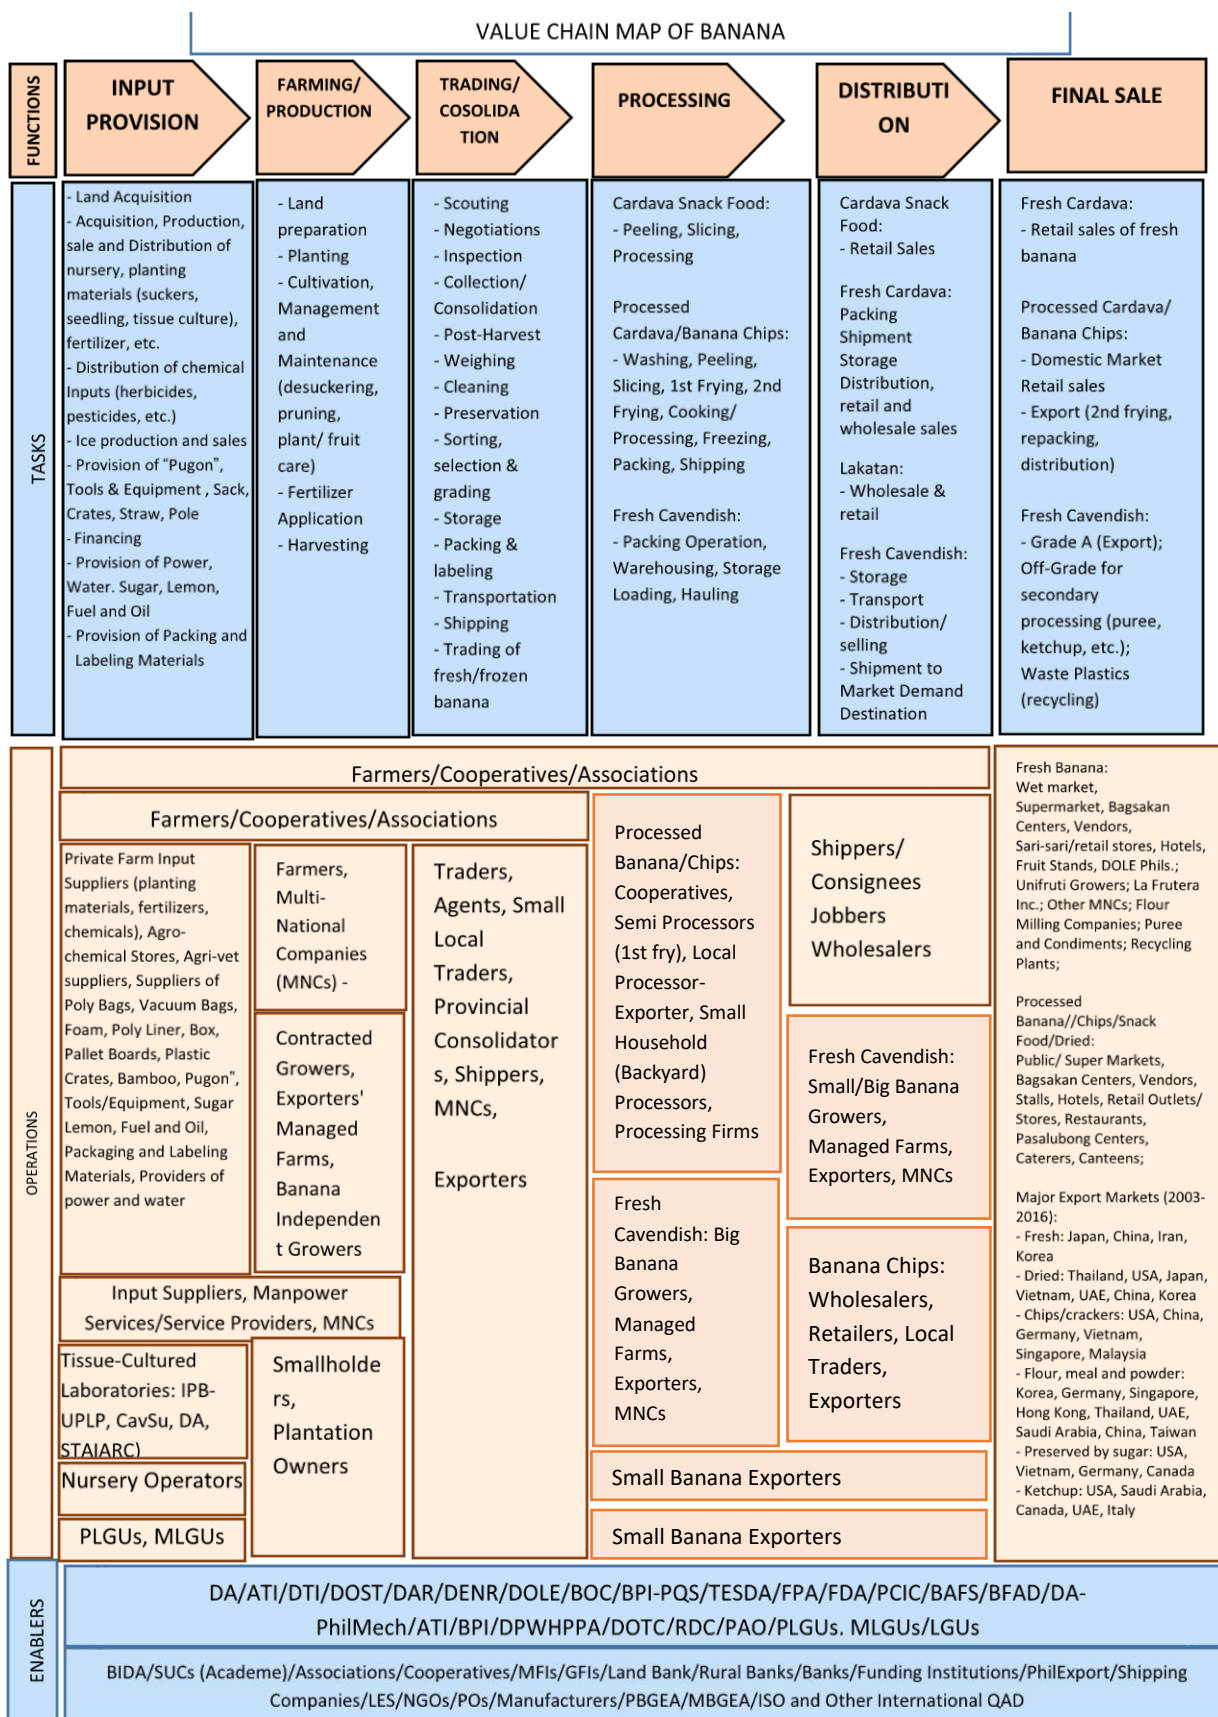 VALUE CHAIN MAP OF BANANA
FUNCTIONS
INPUT
PROVISION
FARMING/
PRODUCTION
TRADING/
COSOLIDA
TION
PROCESSING
DISTRIBUTI
ON
FINAL SALE
TASKS
- Land Acquisition
- Acquisition, Production,
sale and Distribution of
nursery, planting
materials (suckers,
seedling, tissue culture),
fertilizer, etc.
- Distribution of chemical
Inputs (herbicides,
pesticides, etc.)
- Ice production and sales
- Provision of “Pugon”,
Tools & Equipment , Sack,
Crates, Straw, Pole
- Financing
- Provision of Power,
Water. Sugar, Lemon,
Fuel and Oil
- Provision of Packing and
Labeling Materials
- Land
preparation
- Planting
- Cultivation,
Management
and
Maintenance
(desuckering,
pruning,
plant/ fruit
care)
- Fertilizer
Application
- Harvesting
- Scouting
- Negotiations
- Inspection
- Collection/
Consolidation
- Post-Harvest
- Weighing
- Cleaning
- Preservation
- Sorting,
selection &
grading
- Storage
- Packing &
labeling
- Transportation
- Shipping
- Trading of
fresh/frozen
banana
Cardava Snack Food:
- Peeling, Slicing,
Processing
Processed
Cardava/Banana Chips:
- Washing, Peeling,
Slicing, 1st Frying, 2nd
Frying, Cooking/
Processing, Freezing,
Packing, Shipping
Fresh Cavendish:
- Packing Operation,
Warehousing, Storage
Loading, Hauling
Cardava Snack
Food:
- Retail Sales
Fresh Cardava:
Packing
Shipment
Storage
Distribution,
retail and
wholesale sales
Lakatan:
- Wholesale &
retail
Fresh Cavendish:
- Storage
- Transport
- Distribution/
selling
- Shipment to
Market Demand
Destination
Fresh Cardava:
- Retail sales of fresh
banana
Processed Cardava/
Banana Chips:
- Domestic Market
Retail sales
- Export (2nd frying,
repacking,
distribution)
Fresh Cavendish:
- Grade A (Export);
Off-Grade for
secondary
processing (puree,
ketchup, etc.);
Waste Plastics
(recycling)
OPERATIONS
Farmers/Cooperatives/Associations
Farmers/Cooperatives/Associations
Private Farm Input
Suppliers (planting
materials, fertilizers,
chemicals), Agro-
chemical Stores, Agri-vet
suppliers, Suppliers of
Poly Bags, Vacuum Bags,
Foam, Poly Liner, Box,
Pallet Boards, Plastic
Crates, Bamboo, Pugon”,
Tools/Equipment, Sugar
Lemon, Fuel and Oil,
Packaging and Labeling
Materials, Providers of
power and water
Farmers,
Multi-
National
Companies
(MNCs) -
Contracted
Growers,
Exporters'
Managed
Farms,
Banana
Independen
t Growers
Input Suppliers, Manpower
Services/Service Providers, MNCs
Tissue-Cultured
Laboratories: IPB-
UPLP, CavSu, DA,
STAIARC)
Nursery Operators
PLGUs, MLGUs
Smallholde
rs,
Plantation
Owners
Traders,
Agents, Small
Local
Traders,
Provincial
Consolidator
s, Shippers,
MNCs,
Exporters
Processed
Banana/Chips:
Cooperatives,
Semi Processors
(1st fry), Local
Processor-
Exporter, Small
Household
(Backyard)
Processors,
Processing Firms
Fresh
Cavendish: Big
Banana
Growers,
Managed
Farms,
Exporters,
MNCs
Shippers/
Consignees
Jobbers
Wholesalers
Fresh Cavendish:
Small/Big Banana
Growers,
Managed Farms,
Exporters, MNCs
Banana Chips:
Wholesalers,
Retailers, Local
Traders,
Exporters
Small Banana Exporters
Small Banana Exporters
Fresh Banana:
Wet market,
Supermarket, Bagsakan
Centers, Vendors,
Sari-sari/retail stores, Hotels,
Fruit Stands, DOLE Phils.;
Unifruti Growers; La Frutera
Inc.; Other MNCs; Flour
Milling Companies; Puree
and Condiments; Recycling
Plants;
Processed
Banana//Chips/Snack
Food/Dried:
Public/ Super Markets,
Bagsakan Centers, Vendors,
Stalls, Hotels, Retail Outlets/
Stores, Restaurants,
Pasalubong Centers,
Caterers, Canteens;
Major Export Markets (2003-
2016):
- Fresh: Japan, China, Iran,
Korea
- Dried: Thailand, USA, Japan,
Vietnam, UAE, China, Korea
- Chips/crackers: USA, China,
Germany, Vietnam,
Singapore, Malaysia
- Flour, meal and powder:
Korea, Germany, Singapore,
Hong Kong, Thailand, UAE,
Saudi Arabia, China, Taiwan
- Preserved by sugar: USA,
Vietnam, Germany, Canada
- Ketchup: USA, Saudi Arabia,
Canada, UAE, Italy
ENABLERS
DA/ATI/DTI/DOST/DAR/DENR/DOLE/BOC/BPI-PQS/TESDA/FPA/FDA/PCIC/BAFS/BFAD/DA-
PhilMech/ATI/BPI/DPWHPPA/DOTC/RDC/PAO/PLGUs. MLGUs/LGUs
BIDA/SUCs (Academe)/Associations/Cooperatives/MFIs/GFIs/Land Bank/Rural Banks/Banks/Funding Institutions/PhilExport/Shipping
Companies/LES/NGOs/POs/Manufacturers/PBGEA/MBGEA/ISO and Other International QAD